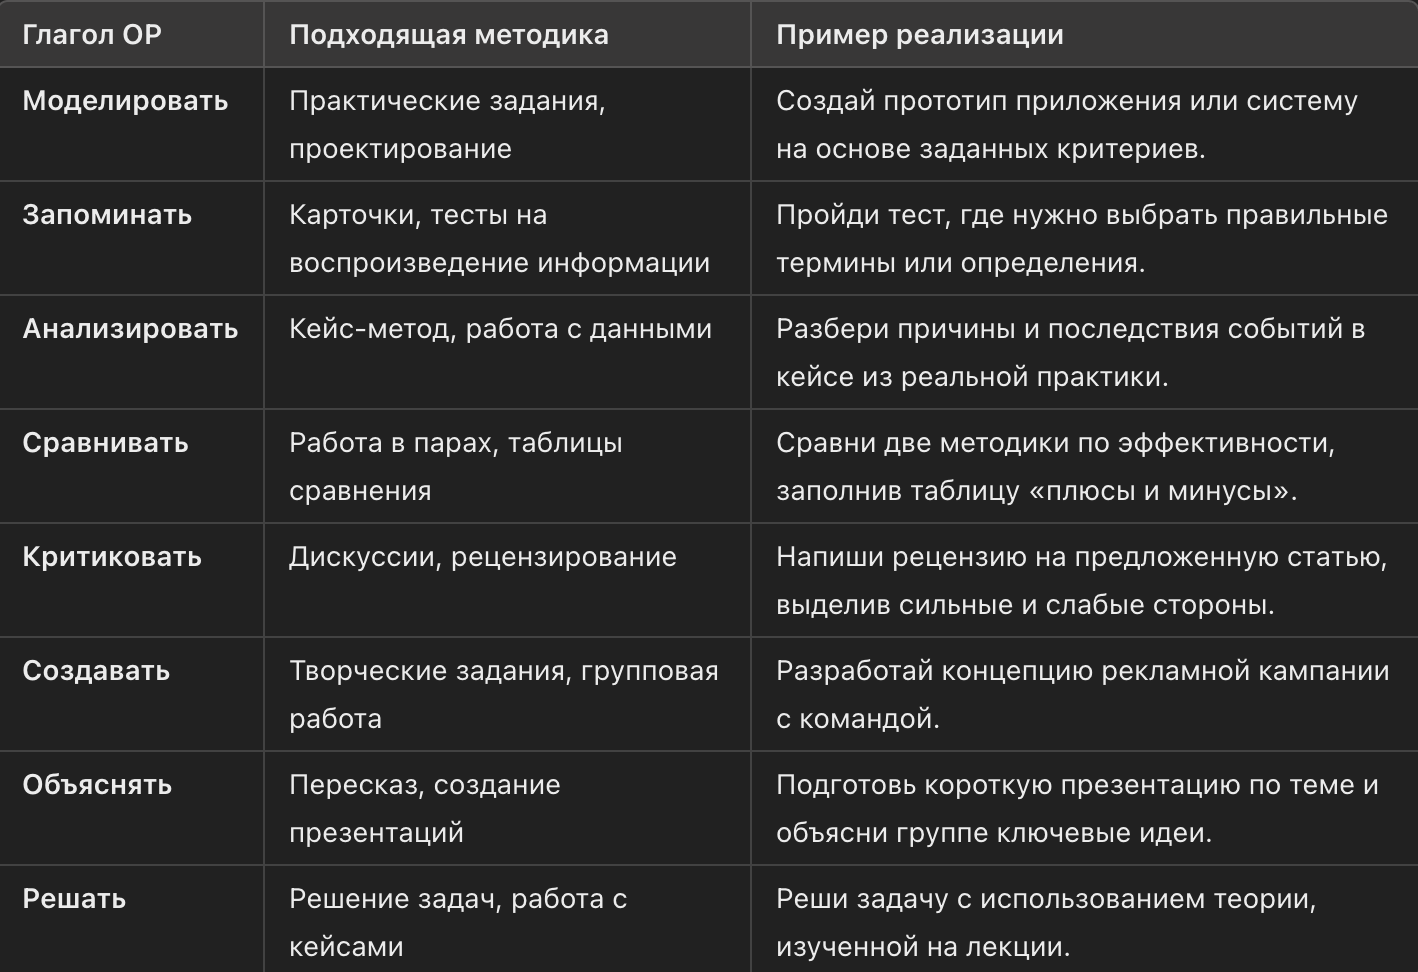 Глагол ОР
Подходящая методика
Пример реализации
Моделировать
Практические задания,
проектирование
Создай прототип приложения или систему
на основе заданных критериев.
Запоминать
Карточки, тесты на
воспроизведение информации
Пройди тест, где нужно выбрать правильные
термины или определения.
Анализировать
Кейс-метод, работа с данными
Разбери причины и последствия событий в
кейсе из реальной практики.
Сравнивать
Работа в парах, таблицы
сравнения
Сравни две методики по эффективности,
заполнив таблицу «плюсы и минусы».
Критиковать
Дискуссии, рецензирование
Напиши рецензию на предложенную статью,
выделив сильные и слабые стороны.
Создавать
Творческие задания, групповая
работа
Разработай концепцию рекламной кампании
с командой.
Объяснять
Пересказ, создание
презентаций
Подготовь короткую презентацию по теме и
объясни группе ключевые идеи.
Решать
Решение задач, работа с
кейсами
Реши задачу с использованием теории,
изученной на лекции.